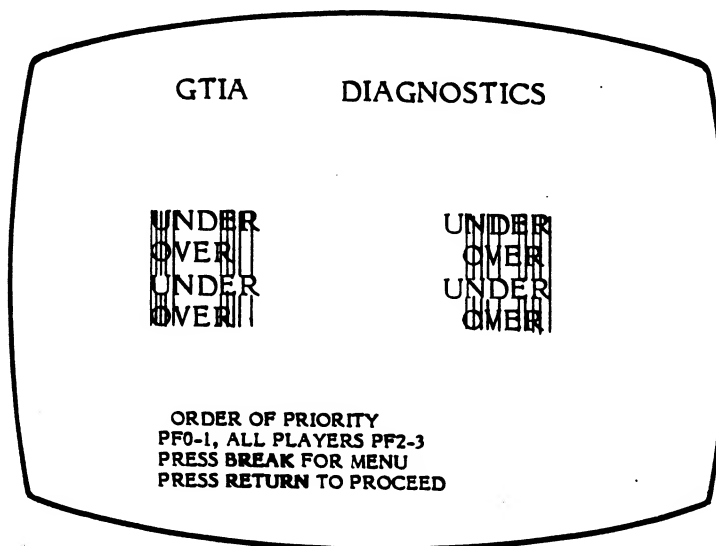 GTIA DIAGNOSTICS
UNDER UNDER
OVER OVER
UNDER UNDER
OVER OVER
ORDER OF PRIORITY
PF0-1, ALL PLAYERS PF2-3
PRESS BREAK FOR MENU
PRESS RETURN TO PROCEED